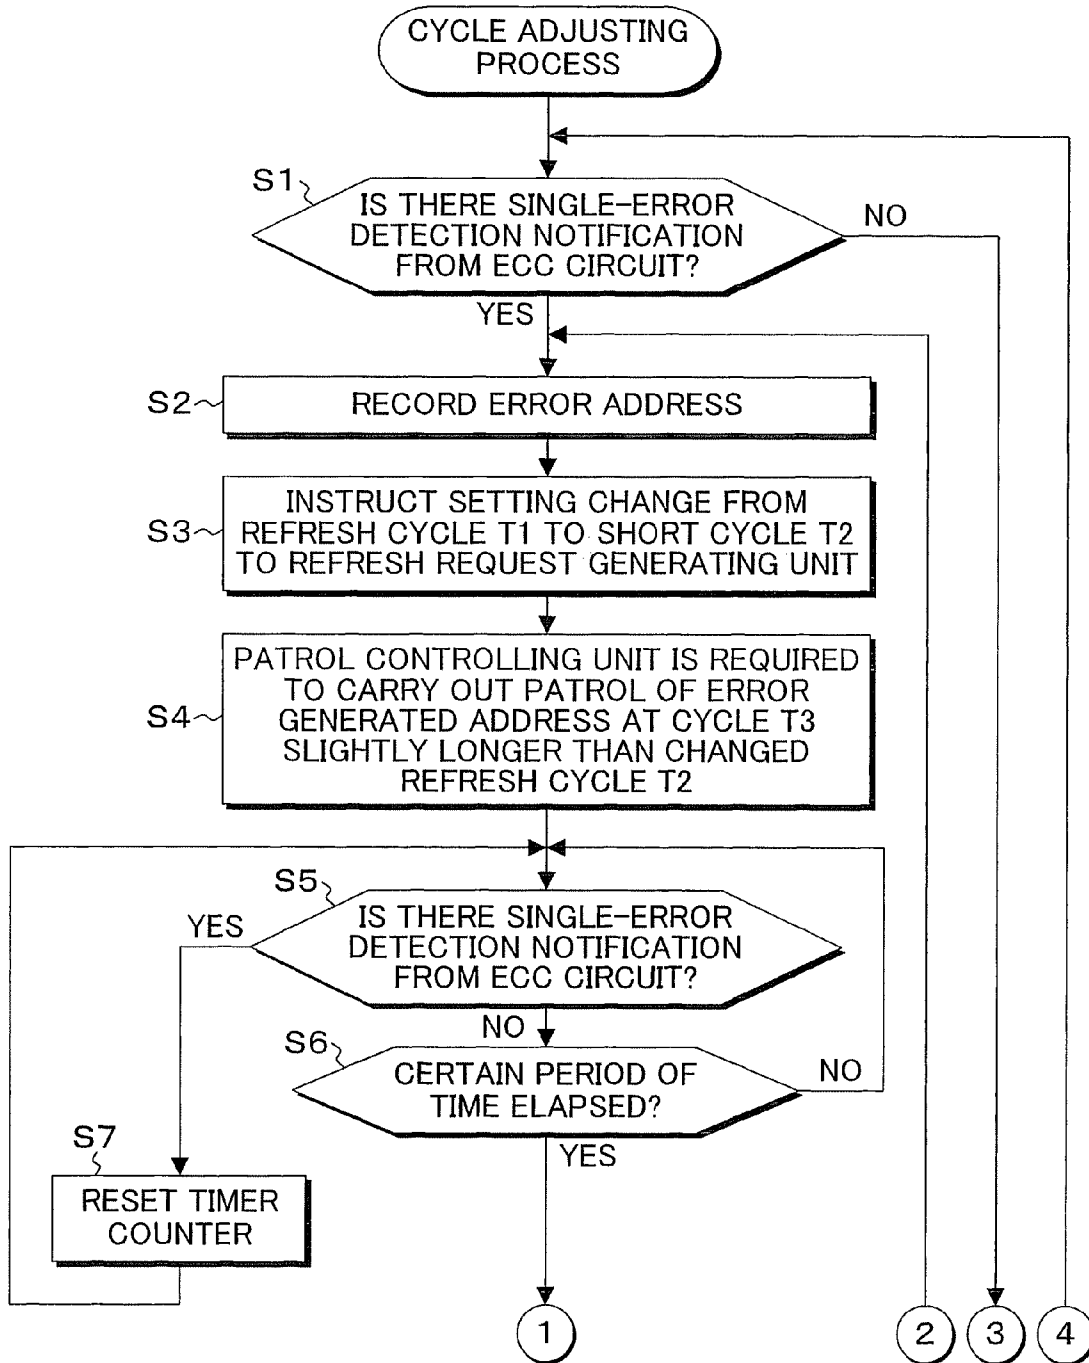 CYCLE ADJUSTING
PROCESS
S1
IS THERE SINGLE-ERROR
DETECTION NOTIFICATION
FROM ECC CIRCUIT?
NO
YES
S2
RECORD ERROR ADDRESS
S3
INSTRUCT SETTING CHANGE FROM
REFRESH CYCLE T1 TO SHORT CYCLE T2
TO REFRESH REQUEST GENERATING UNIT
S4
PATROL CONTROLLING UNIT IS REQUIRED
TO CARRY OUT PATROL OF ERROR
GENERATED ADDRESS AT CYCLE T3
SLIGHTLY LONGER THAN CHANGED
REFRESH CYCLE T2
S5
YES
IS THERE SINGLE-ERROR
DETECTION NOTIFICATION
FROM ECC CIRCUIT?
NO
S6
CERTAIN PERIOD OF
TIME ELAPSED?
NO
YES
S7
RESET TIMER
COUNTER
1
2
3
4